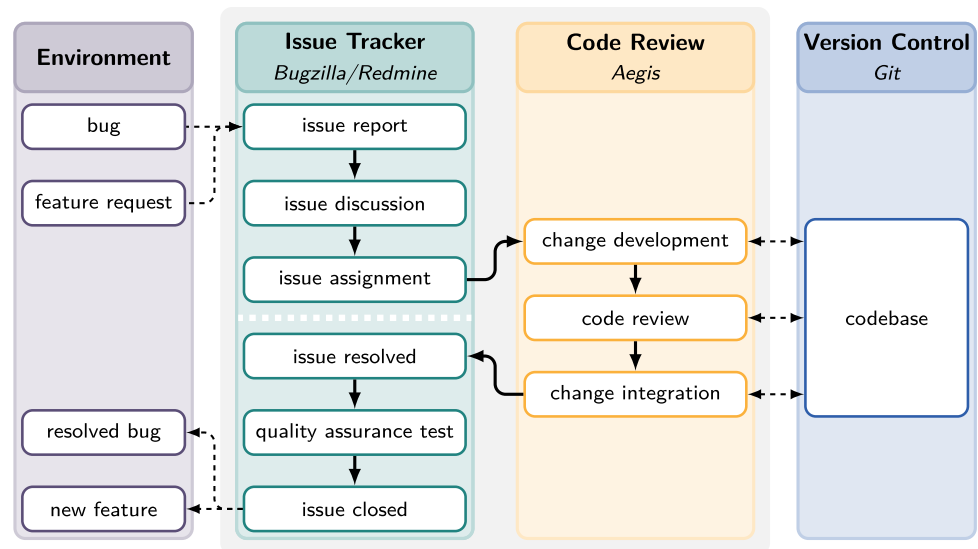 Environment
bug
feature request
resolved bug
new feature
Issue Tracker
Bugzilla/Redmine
issue report
issue discussion
issue assignment
issue resolved
quality assurance test
issue closed
Code Review
Aegis
change development
code review
change integration
Version Control
Git
codebase